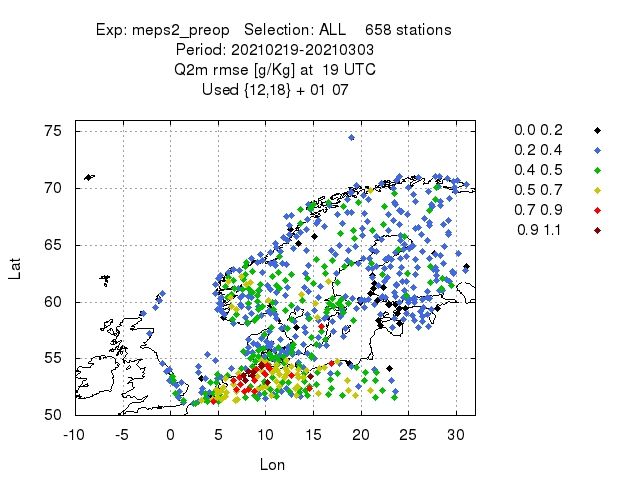 Exp: meps2_preop   Selection: ALL    658 stations
Period: 20210219-20210303
Q2m rmse [g/Kg] at  19 UTC
Used {12,18} + 01 07
0.0 0.2
0.2 0.4
0.4 0.5
0.5 0.7
0.7 0.9
0.9 1.1
75
70
65
60
55
50
Lat
-10 -5 0 5 10 15 20 25 30
Lon